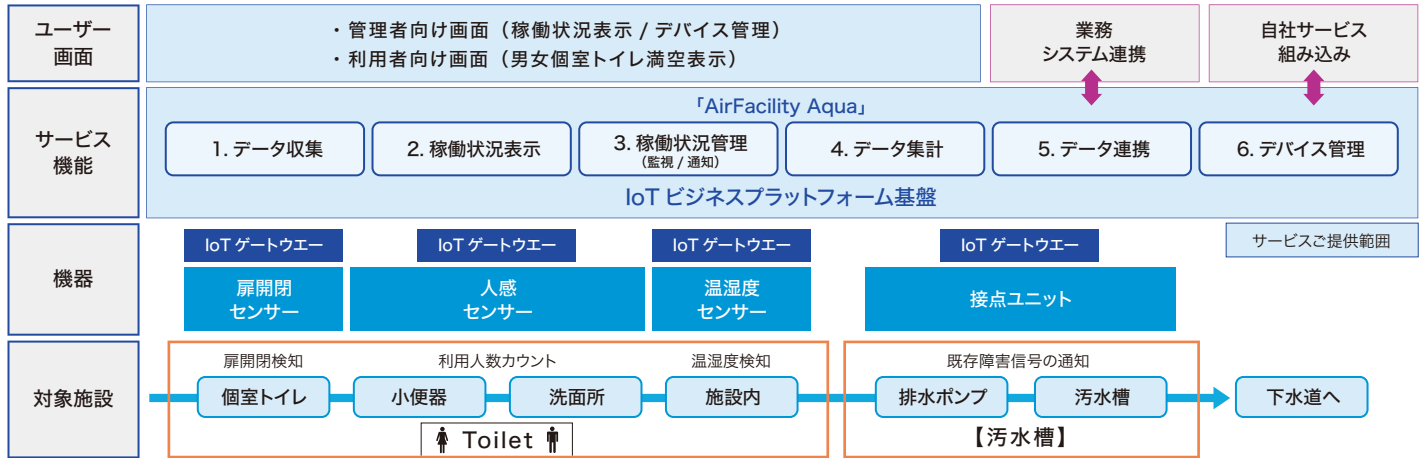 ユーザー
画面
・管理者向け画面（稼働状況表示 / デバイス管理）
・利用者向け画面（男女個室トイレ満空表示）
業務
システム連携
自社サービス
組み込み
サービス
機能
「AirFacility Aqua」
1. データ収集
2. 稼働状況表示
3. 稼働状況管理
（監視 / 通知）
4. データ集計
5. データ連携
6. デバイス管理
IoT ビジネスプラットフォーム基盤
機器
IoT ゲートウエー
IoT ゲートウエー
IoT ゲートウエー
IoT ゲートウエー
サービスご提供範囲
扉開閉
センサー
人感
センサー
温湿度
センサー
接点ユニット
対象施設
扉開閉検知
利用人数カウント
温湿度検知
既存障害信号の通知
個室トイレ
小便器
洗面所
施設内
排水ポンプ
汚水槽
下水道へ
Toilet
【汚水槽】